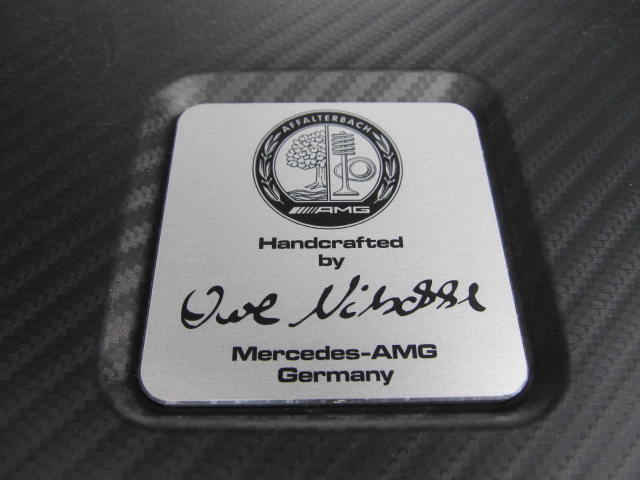 AFFALTERBACH
AMG
Handcrafted
by
Mercedes-AMG
Germany